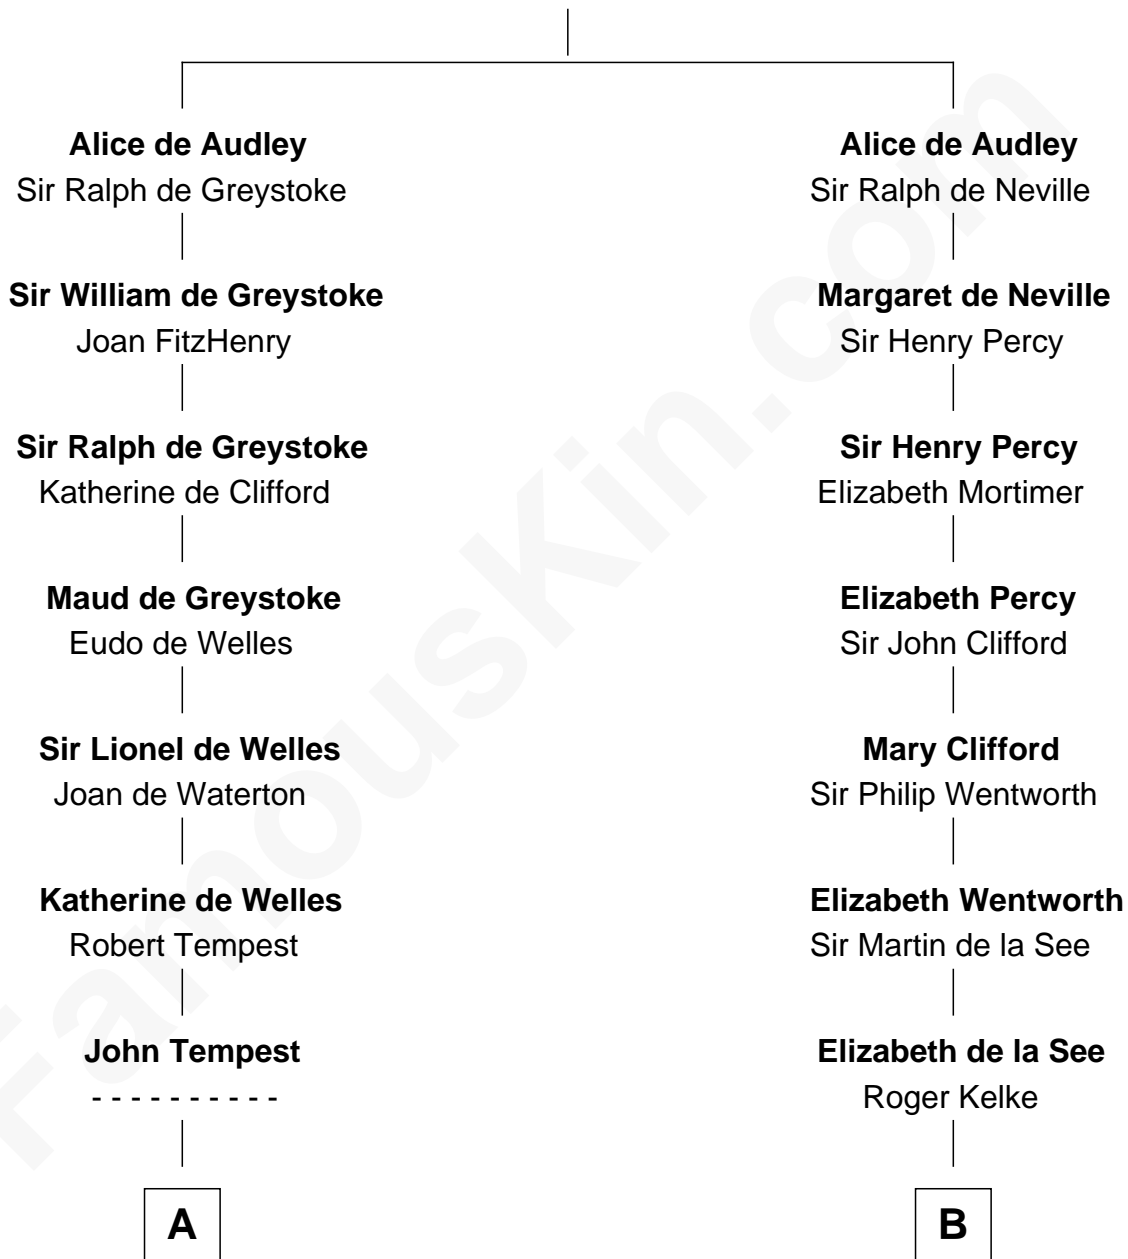 Alice de Audley
Sir Ralph de Greystoke
Sir William de Greystoke
Joan FitzHenry
Sir Ralph de Greystoke
Katherine de Clifford
Maud de Greystoke
Eudo de Welles
Sir Lionel de Welles
Joan de Waterton
Katherine de Welles
Robert Tempest
John Tempest
- - - - - - - - - -
A
Alice de Audley
Sir Ralph de Neville
Margaret de Neville
Sir Henry Percy
Sir Henry Percy
Elizabeth Mortimer
Elizabeth Percy
Sir John Clifford
Mary Clifford
Sir Philip Wentworth
Elizabeth Wentworth
Sir Martin de la See
Elizabeth de la See
Roger Kelke
B
FamousKin.com